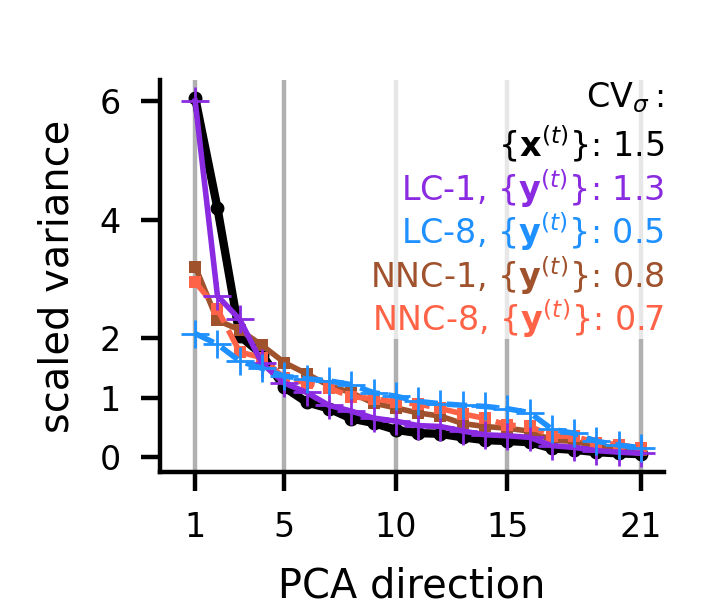 CV_σ :
{x^(t)}: 1.5
LC-1, {y^(t)}: 1.3
LC-8, {y^(t)}: 0.5
NNC-1, {y^(t)}: 0.8
NNC-8, {y^(t)}: 0.7
scaled variance
6
4
2
1
0
1 5 10 15 21
PCA direction